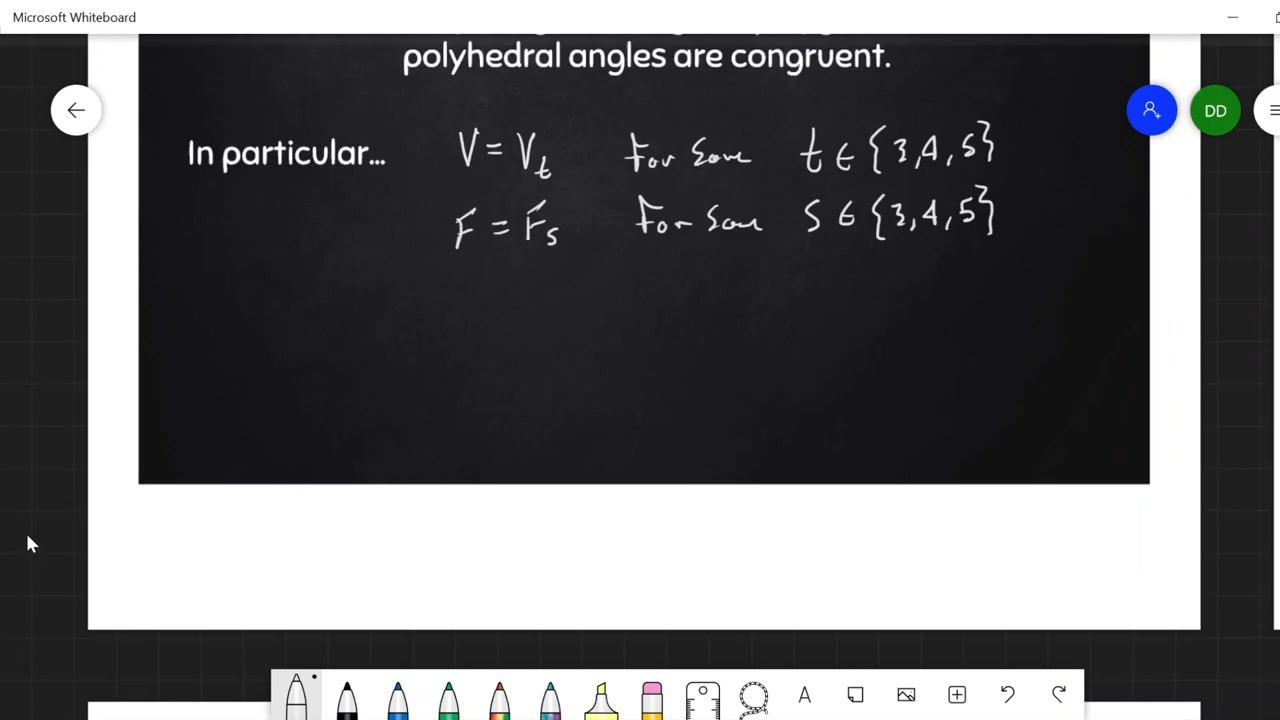 Microsoft Whiteboard
polyhedral angles are congruent.
DD
In particular... V = V_t for some t ∈ {3,4,5}
F = F_s for some s ∈ {3,4,5}
A